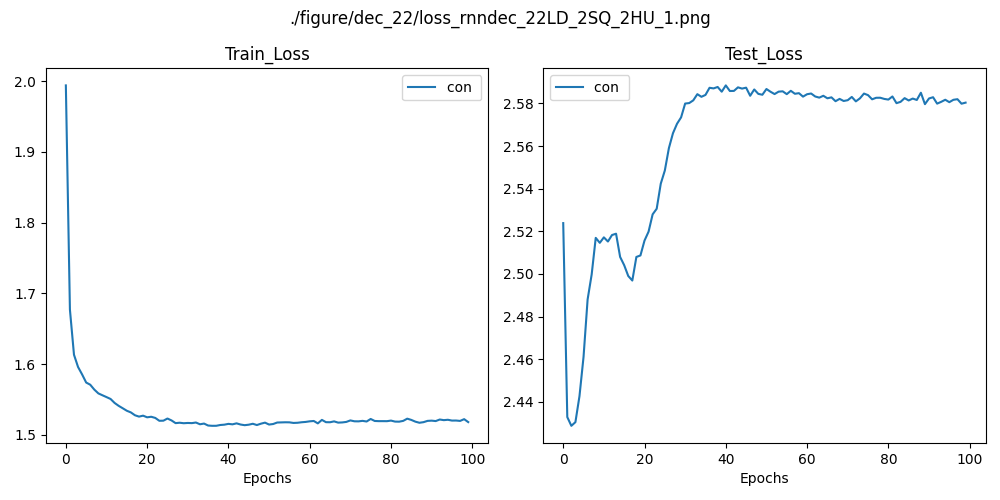 ./figure/dec_22/loss_rnndec_22LD_2SQ_2HU_1.png
Train_Loss
con
2.0
1.9
1.8
1.7
1.6
1.5
0 20 40 60 80 100
Epochs
Test_Loss
con
2.58
2.56
2.54
2.52
2.50
2.48
2.46
2.44
0 20 40 60 80 100
Epochs